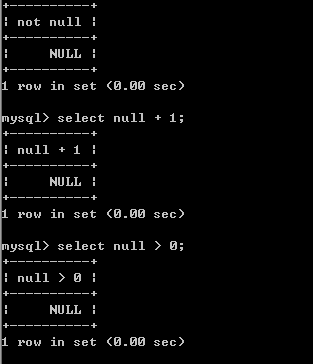 +----------+
¦ not null ¦
+----------+
¦     NULL ¦
+----------+
1 row in set (0.00 sec)
mysql> select null + 1;
+----------+
¦ null + 1 ¦
+----------+
¦     NULL ¦
+----------+
1 row in set (0.00 sec)
mysql> select null > 0;
+----------+
¦ null > 0 ¦
+----------+
¦     NULL ¦
+----------+
1 row in set (0.00 sec)